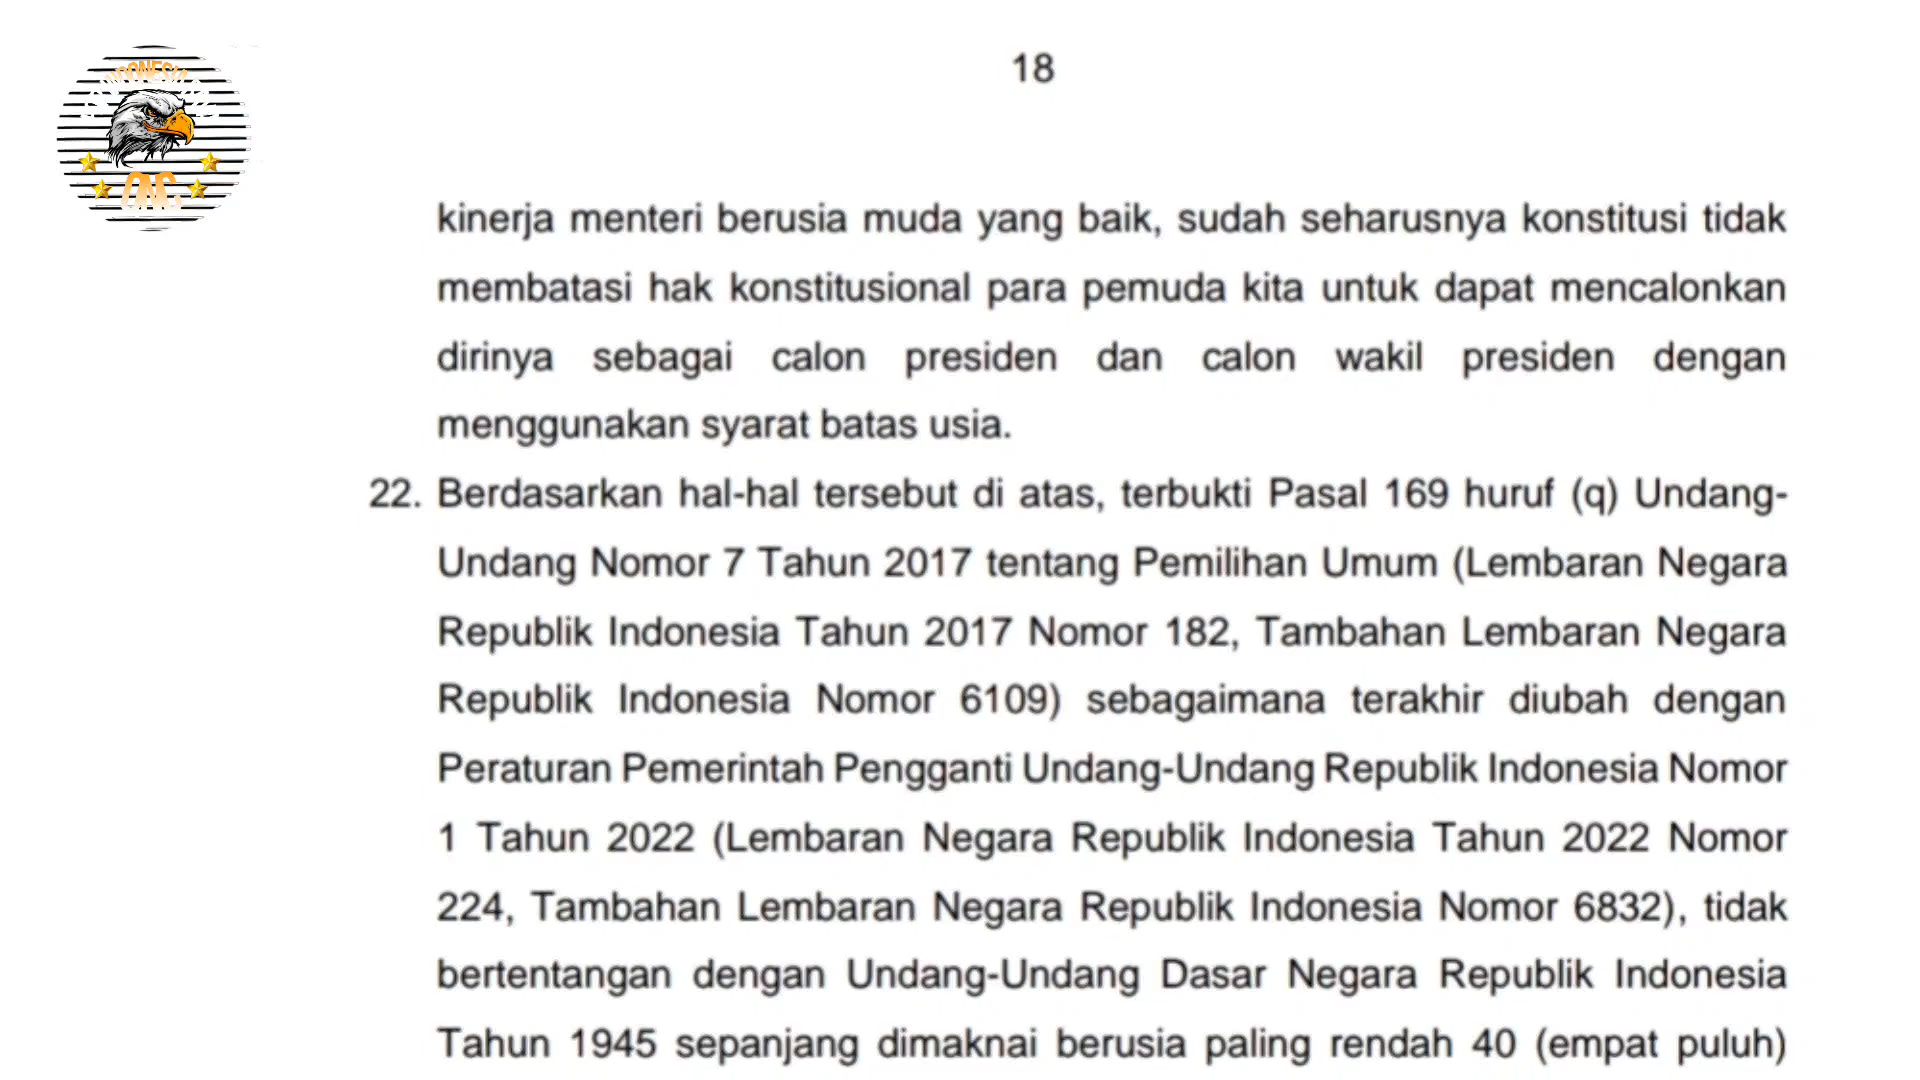 18
kinerja menteri berusia muda yang baik, sudah seharusnya konstitusi tidak
membatasi hak konstitusional para pemuda kita untuk dapat mencalonkan
dirinya sebagai calon presiden dan calon wakil presiden dengan
menggunakan syarat batas usia.
22. Berdasarkan hal-hal tersebut di atas, terbukti Pasal 169 huruf (q) Undang-
Undang Nomor 7 Tahun 2017 tentang Pemilihan Umum (Lembaran Negara
Republik Indonesia Tahun 2017 Nomor 182, Tambahan Lembaran Negara
Republik Indonesia Nomor 6109) sebagaimana terakhir diubah dengan
Peraturan Pemerintah Pengganti Undang-Undang Republik Indonesia Nomor
1 Tahun 2022 (Lembaran Negara Republik Indonesia Tahun 2022 Nomor
224, Tambahan Lembaran Negara Republik Indonesia Nomor 6832), tidak
bertentangan dengan Undang-Undang Dasar Negara Republik Indonesia
Tahun 1945 sepanjang dimaknai berusia paling rendah 40 (empat puluh)